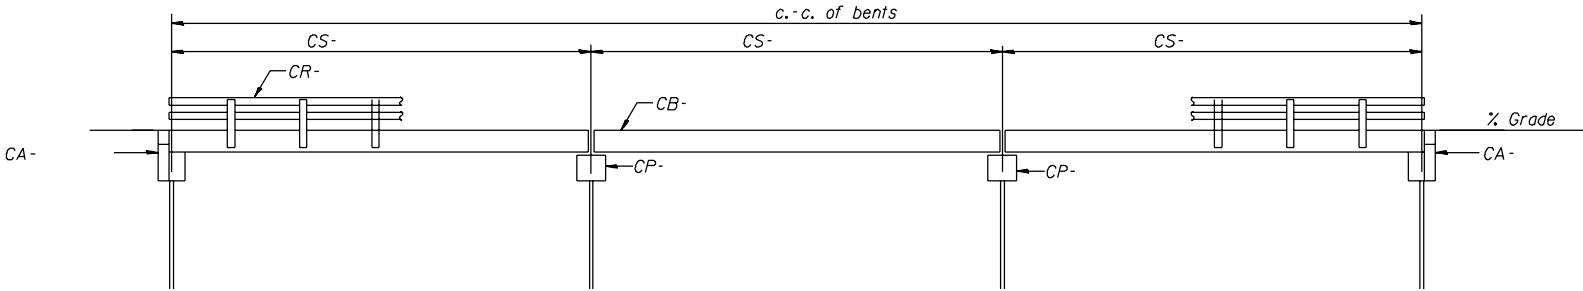 c.-c. of bents
CS-
CS-
CS-
CR-
CB-
% Grade
CA-
CP-
CP-
CA-